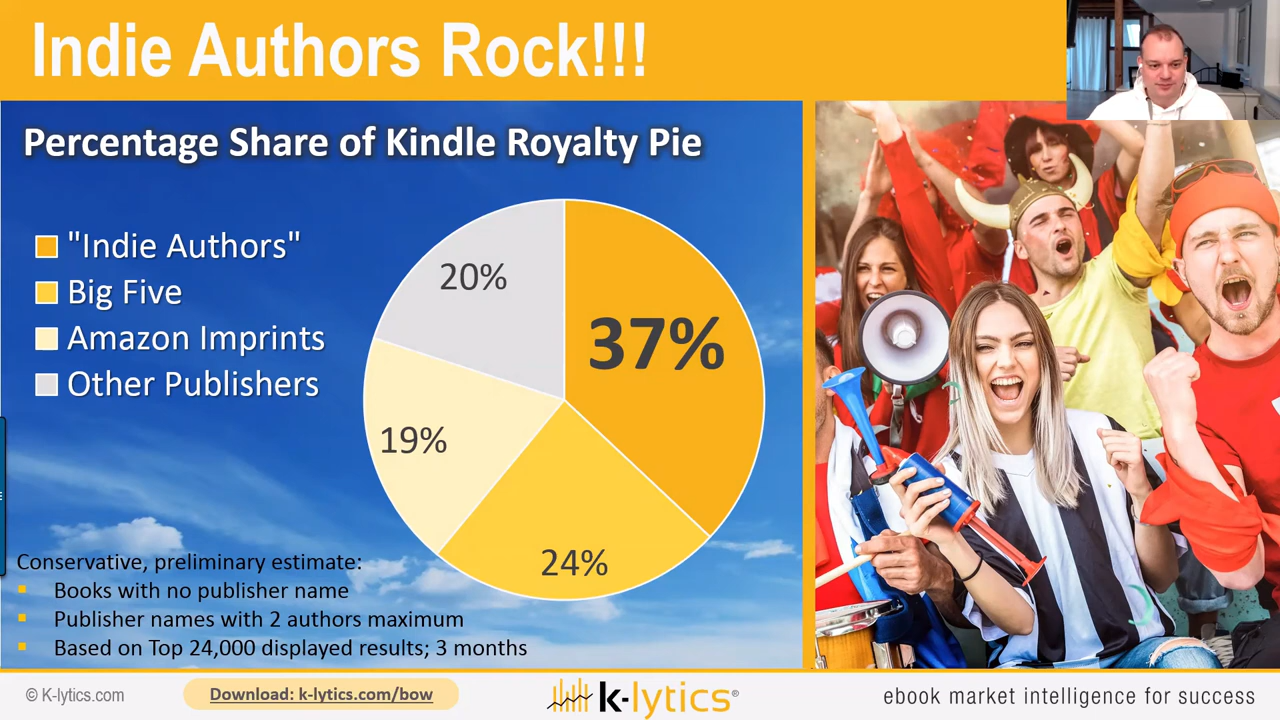 Indie Authors Rock!!!
Percentage Share of Kindle Royalty Pie
"Indie Authors"
Big Five
Amazon Imprints
Other Publishers
20%
37%
19%
24%
Conservative, preliminary estimate:
Books with no publisher name
Publisher names with 2 authors maximum
Based on Top 24,000 displayed results; 3 months
© K-lytics.com
Download: k-lytics.com/bow
k-lytics®
ebook market intelligence for success